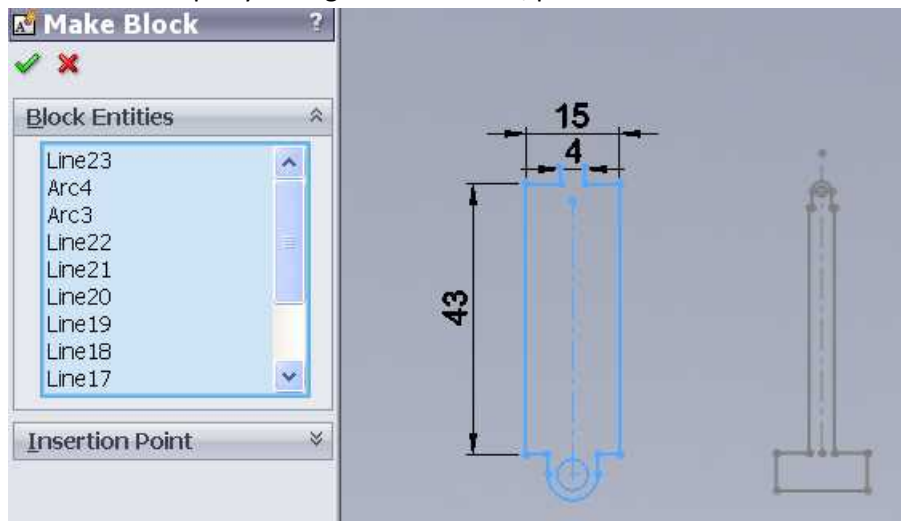 Make Block ?
Block Entities
Line23
Arc4
Arc3
Line22
Line21
Line20
Line19
Line18
Line17
Insertion Point
15
4
43